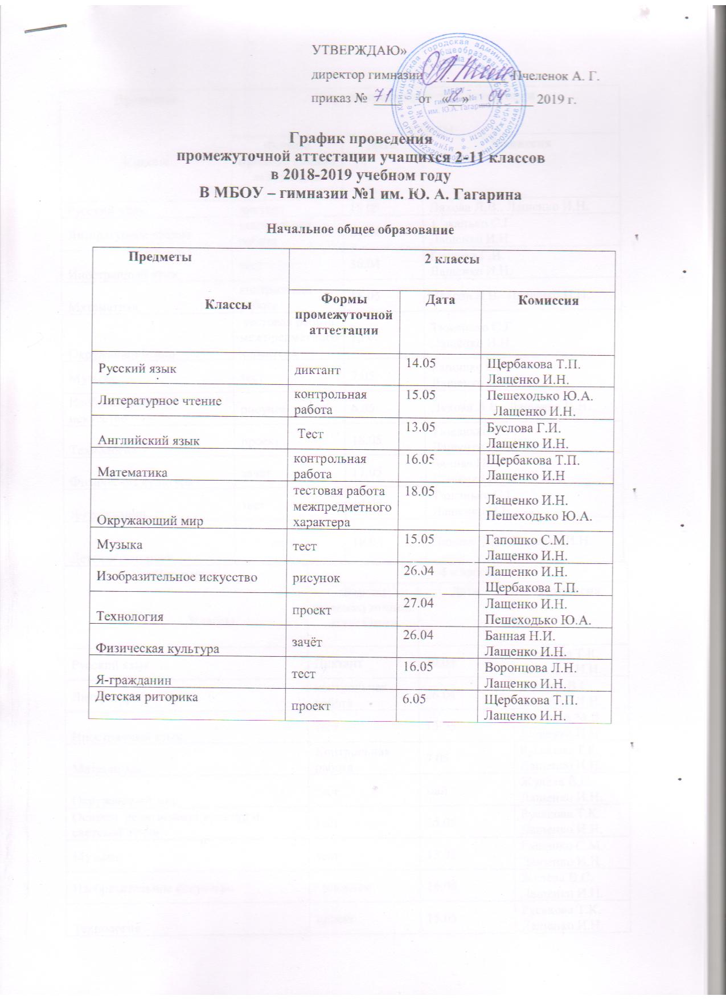 УТВЕРЖДАЮ»
директор гимназии Пчеленок А. Г.
приказ № 71 от «18» 04 2019 г.
МБОУ –
гимназия № 1
им. Ю.А. Гагарина
График проведения
промежуточной аттестации учащихся 2-11 классов
в 2018-2019 учебном году
В МБОУ – гимназии №1 им. Ю. А. Гагарина
Начальное общее образование
Предметы
Классы
2 классы
Формы
промежуточной
аттестации
Дата
Комиссия
Русский язык диктант 14.05 Щербакова Т.П.
Лащенко И.Н.
Литературное чтение контрольная работа 15.05 Пешеходько Ю.А.
Лащенко И.Н.
Английский язык Тест 13.05 Буслова Г.И.
Лащенко И.Н.
Математика контрольная работа 16.05 Щербакова Т.П.
Лащенко И.Н
Окружающий мир тестовая работа межпредметного характера 18.05 Лащенко И.Н.
Пешеходько Ю.А.
Музыка тест 15.05 Гапошко С.М.
Лащенко И.Н.
Изобразительное искусство рисунок 26.04 Лащенко И.Н.
Щербакова Т.П.
Технология проект 27.04 Лащенко И.Н.
Пешеходько Ю.А.
Физическая культура зачёт 26.04 Банная Н.И.
Лащенко И.Н.
Я-гражданин тест 16.05 Воронцова Л.Н.
Лащенко И.Н.
Детская риторика проект 6.05 Щербакова Т.П.
Лащенко И.Н.